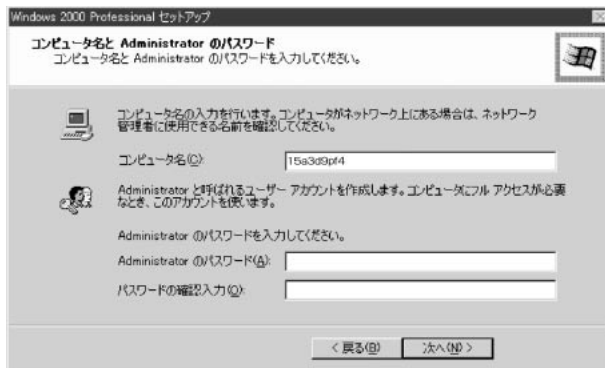 Windows 2000 Professional セットアップ
コンピュータ名と Administrator のパスワード
コンピュータ名と Administrator のパスワードを入力してください。
コンピュータ名の入力を行います。コンピュータがネットワーク上にある場合は、ネットワーク
管理者に使用できる名前を確認してください。
コンピュータ名(C):
15a3d9pf4
Administrator と呼ばれるユーザー アカウントを作成します。コンピュータにフル アクセスが必要
なとき、このアカウントを使います。
Administrator のパスワードを入力してください。
Administrator のパスワード(A):
パスワードの確認入力(O):
< 戻る(B)
次へ(N) >